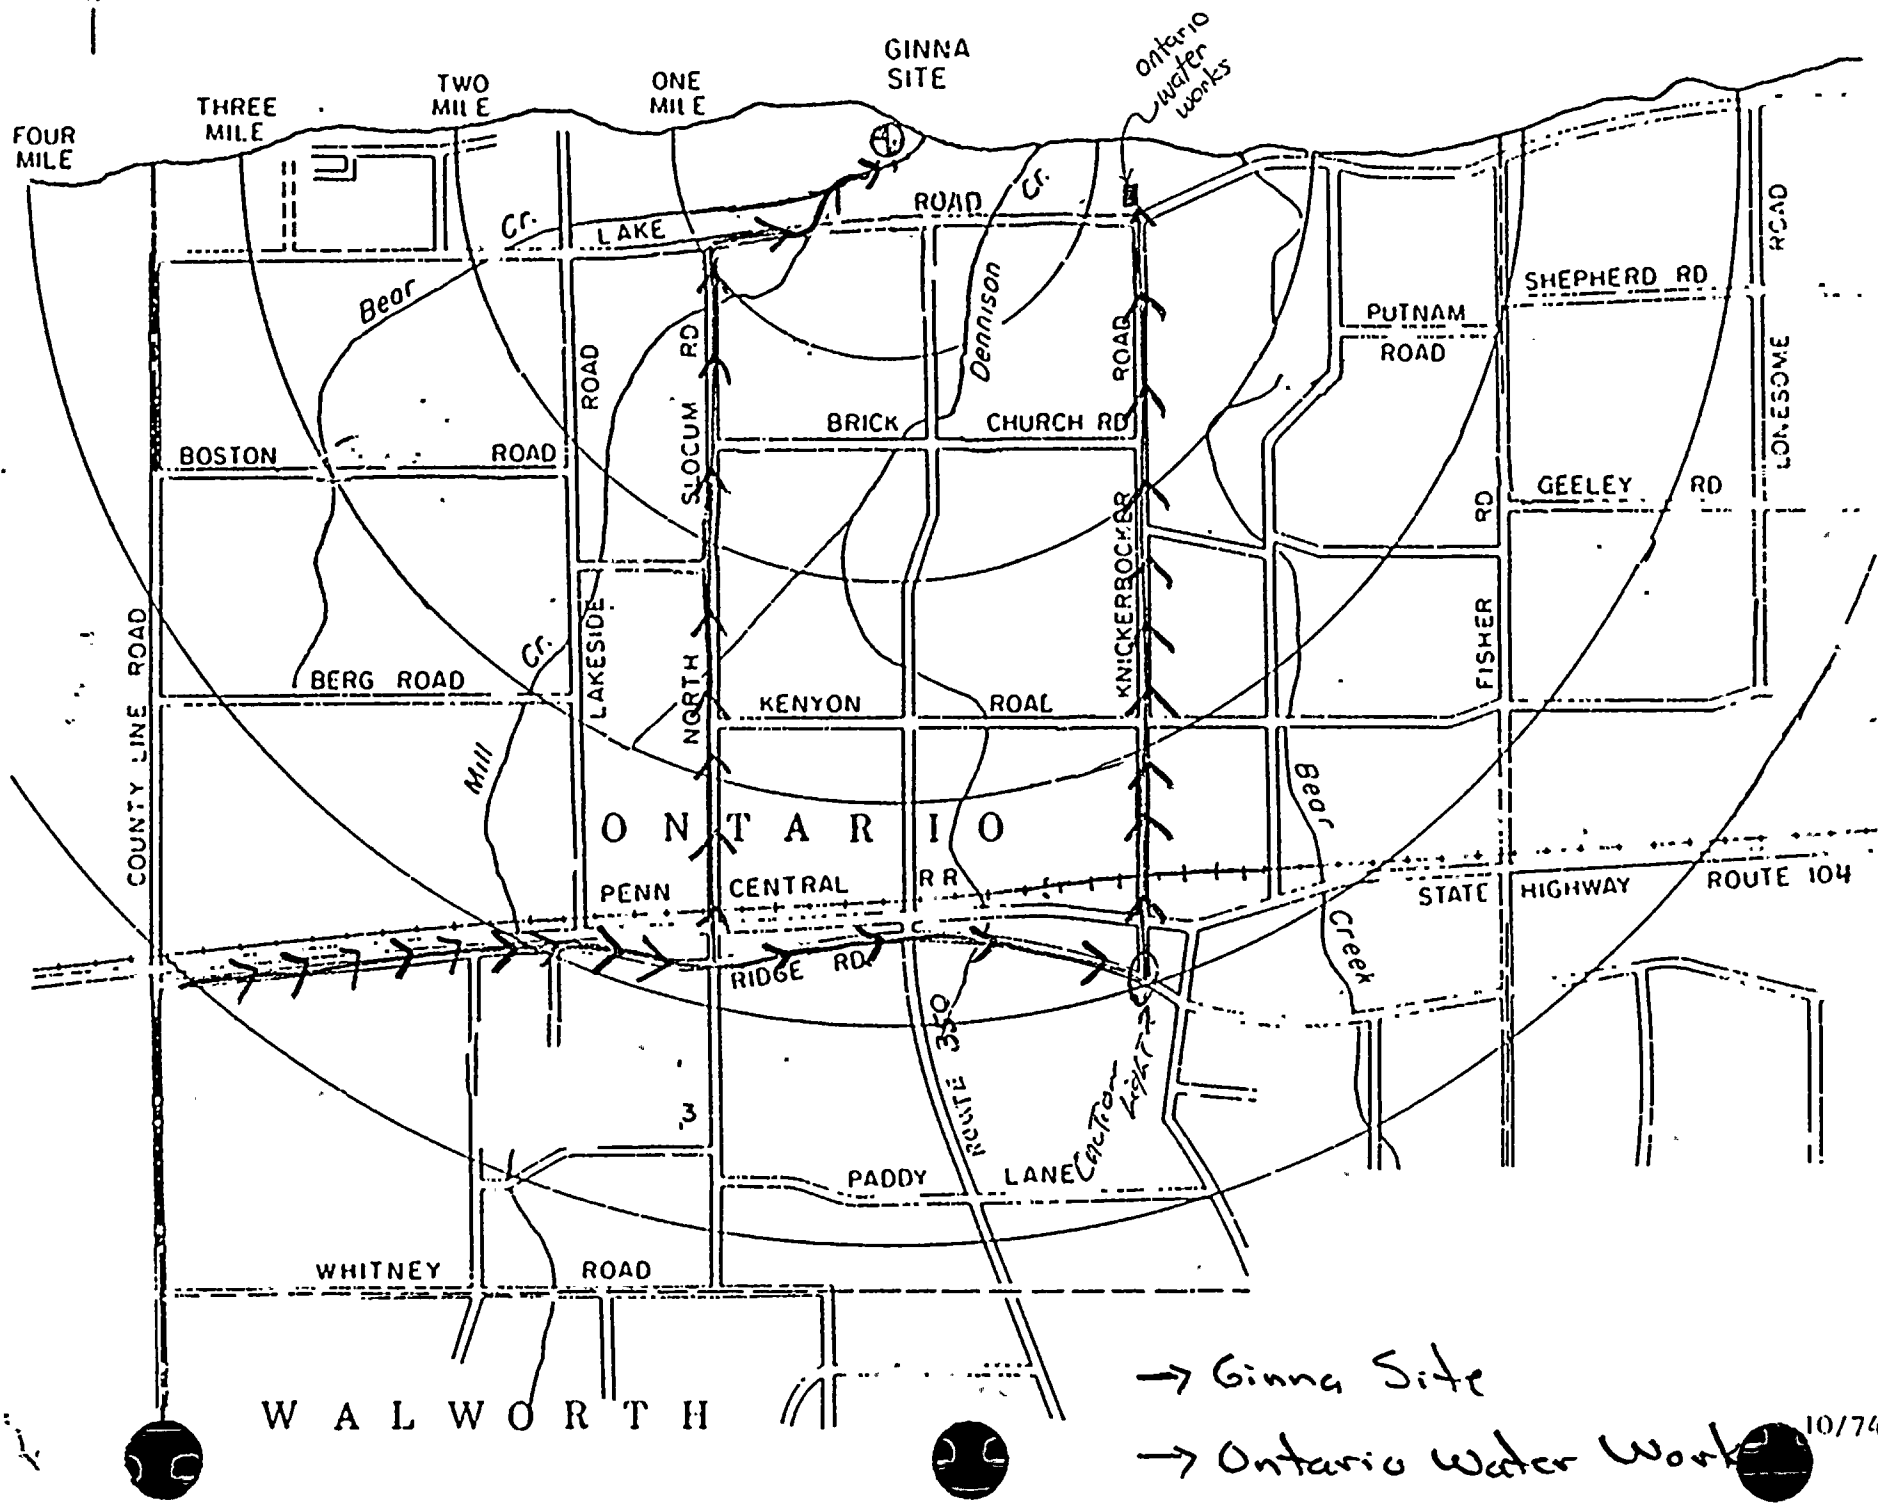 GINNA
SITE
ontario
water
works
ONE
MILE
TWO
MILE
THREE
MILE
FOUR
MILE
Cr.
LAKE
ROAD
Cr.
ROAD
Bear
Dennison
SHEPHERD RD
PUTNAM
ROAD
ROAD
SLOCUM RD
ROAD
LONESOME
BRICK
CHURCH RD
BOSTON
ROAD
GEELEY RD
RD
KNICKERBOCKER
LAKESIDE
FISHER
COUNTY LINE ROAD
Cr.
BERG ROAD
NORTH
KENYON
ROAD
Mill
Bear
ONTARIO
PENN
CENTRAL
RR
STATE
HIGHWAY
ROUTE 104
Creek
RIDGE RD.
350
ROUTE
Caution
Light
3
PADDY
LANE
WHITNEY
ROAD
WALWORTH
→ Ginna Site
→ Ontario Water Work
10/74